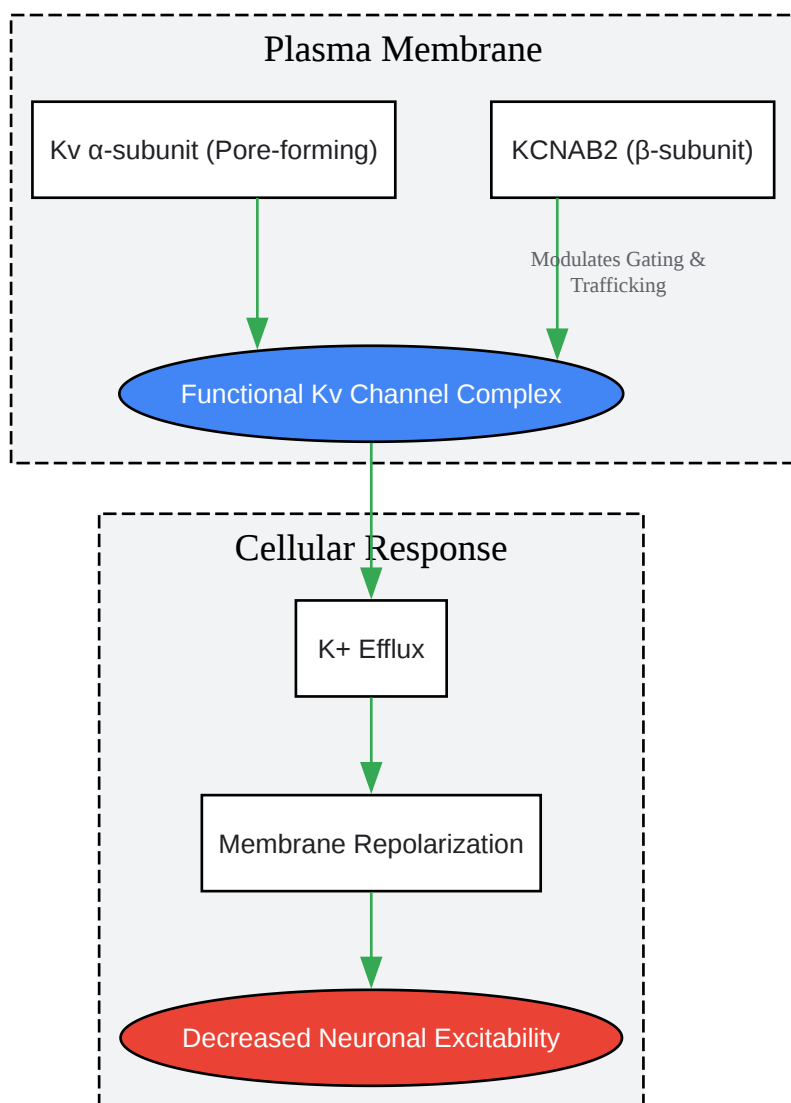 Plasma Membrane
Kv α-subunit (Pore-forming)
KCNAB2 (β-subunit)
Modulates Gating &
Trafficking
Functional Kv Channel Complex
Cellular Response
K+ Efflux
Membrane Repolarization
Decreased Neuronal Excitability